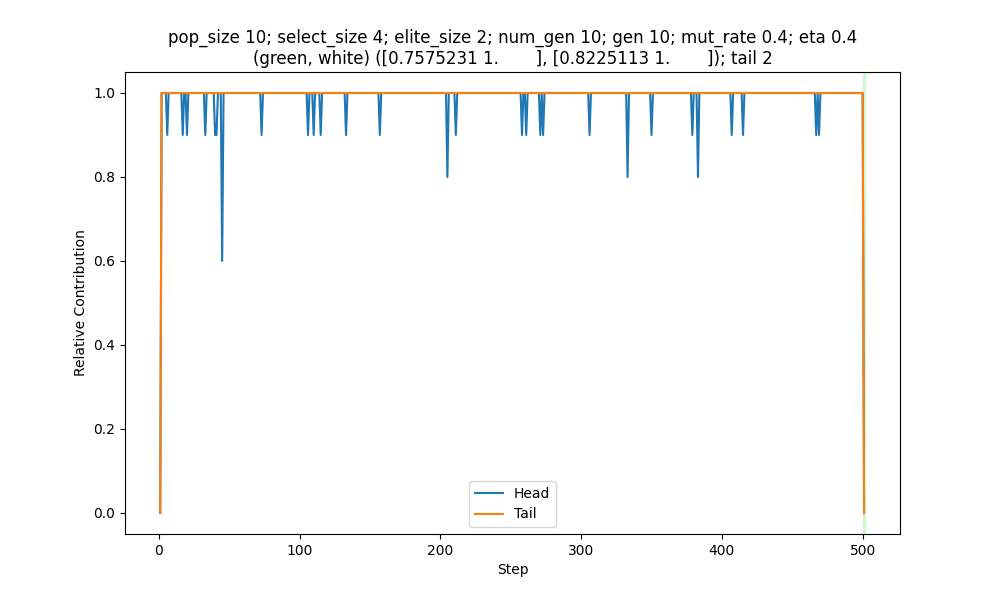 pop_size 10; select_size 4; elite_size 2; num_gen 10; gen 10; mut_rate 0.4; eta 0.4
(green, white) ([0.7575231 1.       ], [0.8225113 1.       ]); tail 2
1.0
0.8
0.6
0.4
0.2
0.0
Relative Contribution
Head
Tail
0
100
200
300
400
500
Step